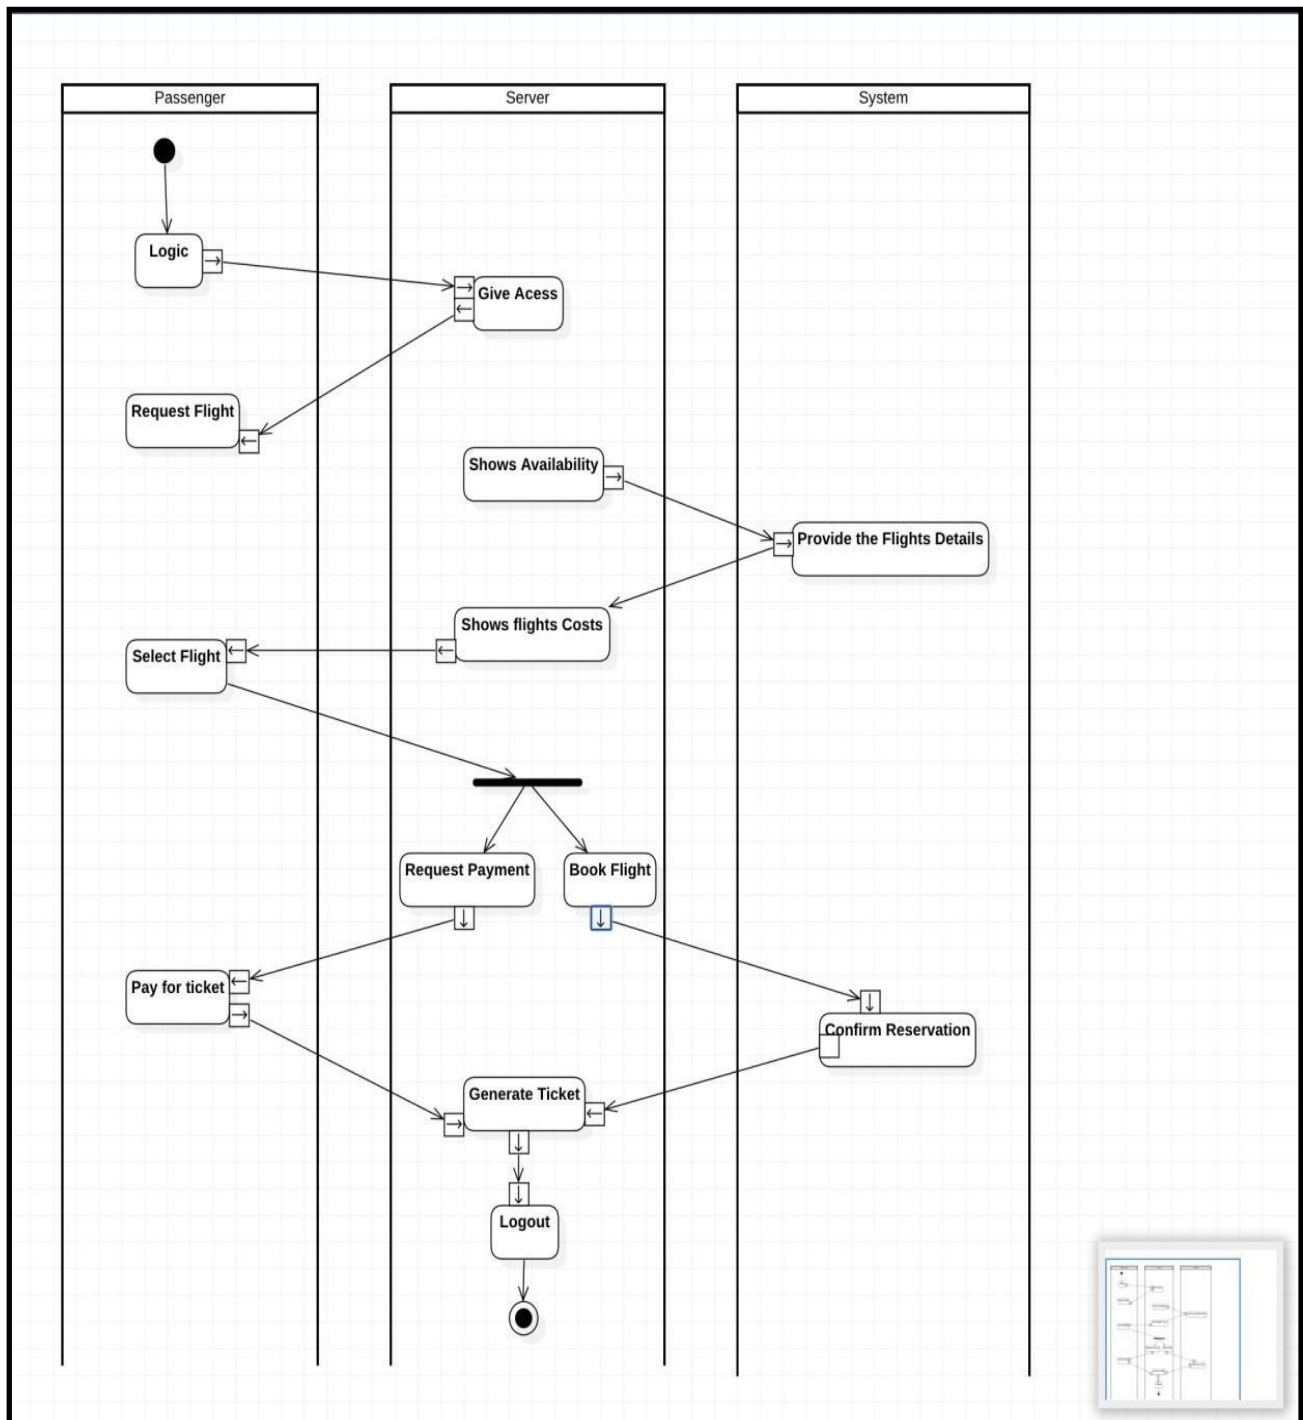 Passenger
Server
System
Logic
Give Acess
Request Flight
Shows Availability
Provide the Flights Details
Shows flights Costs
Select Flight
Request Payment
Book Flight
Pay for ticket
Confirm Reservation
Generate Ticket
Logout